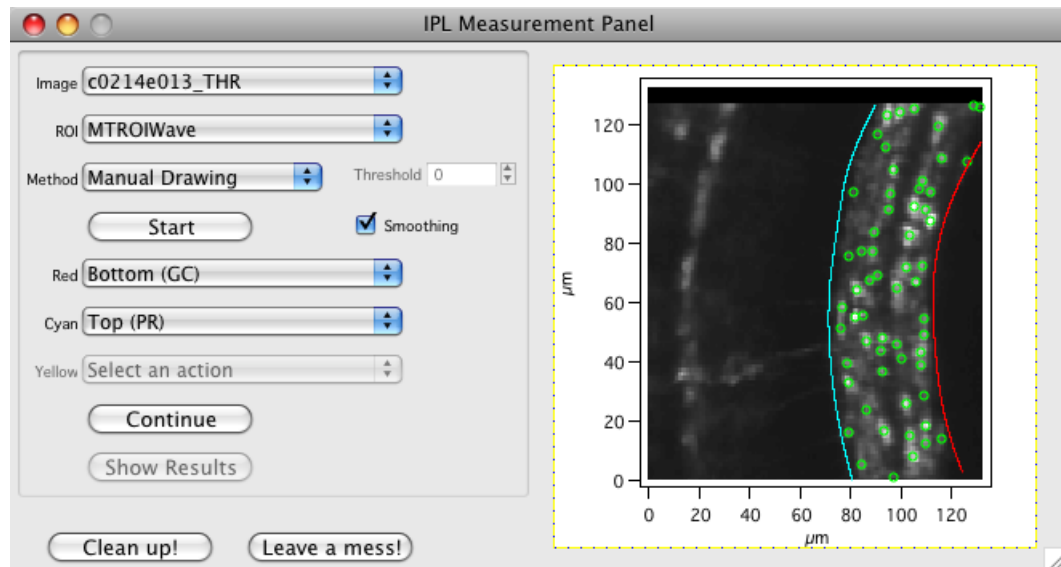 IPL Measurement Panel
Image c0214e013_THR
ROI MTROIWave
Method Manual Drawing Threshold 0
Start Smoothing
Red Bottom (GC)
Cyan Top (PR)
Yellow Select an action
Continue
Show Results
Clean up! Leave a mess!
120
100
80
60
40
20
0
µm
0 20 40 60 80 100 120
µm